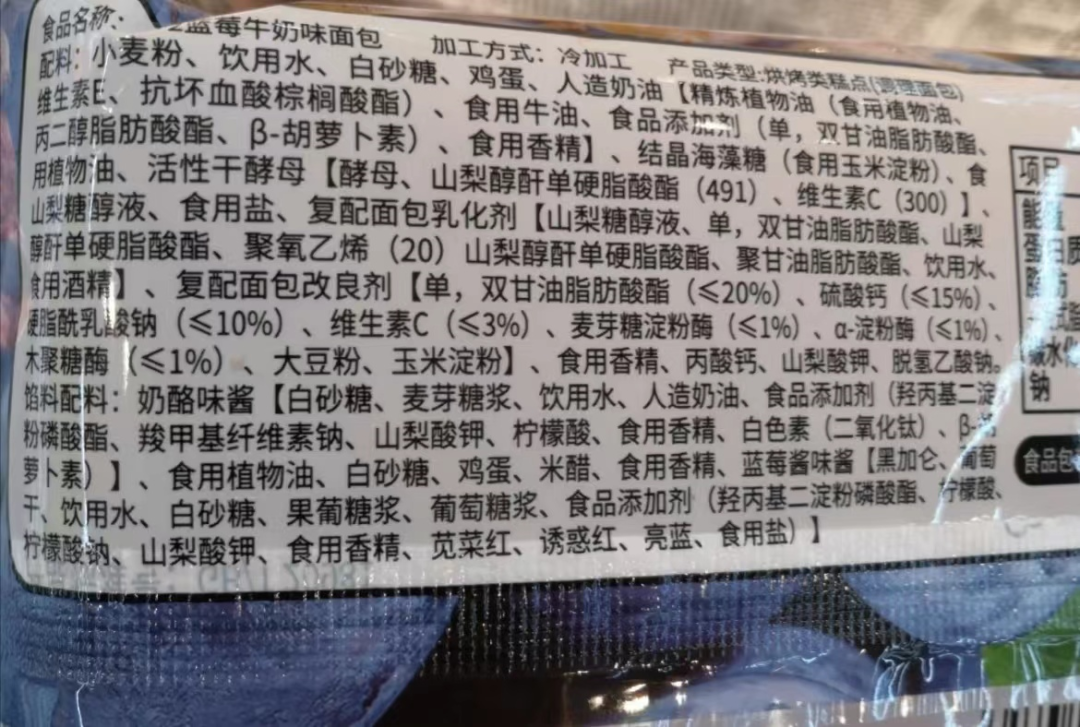 食品名称: 蓝莓牛奶味面包 加工方式：冷加工 产品类型:烘烤类糕点(调理面包)
配料：小麦粉、饮用水、白砂糖、鸡蛋、人造奶油【精炼植物油（食用植物油、
维生素E、抗坏血酸棕榈酸酯）、食用牛油、食品添加剂（单，双甘油脂肪酸酯、
丙二醇脂肪酸酯、β-胡萝卜素）、食用香精】、结晶海藻糖（食用玉米淀粉）、食
用植物油、活性干酵母【酵母、山梨醇酐单硬脂酸酯（491）、维生素C（300）】、
山梨糖醇液、食用盐、复配面包乳化剂【山梨糖醇液、单，双甘油脂肪酸酯、山梨
醇酐单硬脂酸酯、聚氧乙烯（20）山梨醇酐单硬脂酸酯、聚甘油脂肪酸酯、饮用水、
食用酒精】、复配面包改良剂【单，双甘油脂肪酸酯（≤20%）、硫酸钙（≤15%）、
硬脂酰乳酸钠（≤10%）、维生素C（≤3%）、麦芽糖淀粉酶（≤1%）、α-淀粉酶（≤1%）、
木聚糖酶（≤1%）、大豆粉、玉米淀粉】、食用香精、丙酸钙、山梨酸钾、脱氢乙酸钠。
馅料配料：奶酪味酱【白砂糖、麦芽糖浆、饮用水、人造奶油、食品添加剂（羟丙基二淀
粉磷酸酯、羧甲基纤维素钠、山梨酸钾、柠檬酸、食用香精、白色素（二氧化钛）、β-胡
萝卜素）】、食用植物油、白砂糖、鸡蛋、米醋、食用香精、蓝莓酱味酱【黑加仑、葡萄
干、饮用水、白砂糖、果葡糖浆、葡萄糖浆、食品添加剂（羟丙基二淀粉磷酸酯、柠檬酸、
柠檬酸钠、山梨酸钾、食用香精、苋菜红、诱惑红、亮蓝、食用盐）】
项目
能量
蛋白质
脂肪
钠
食品包